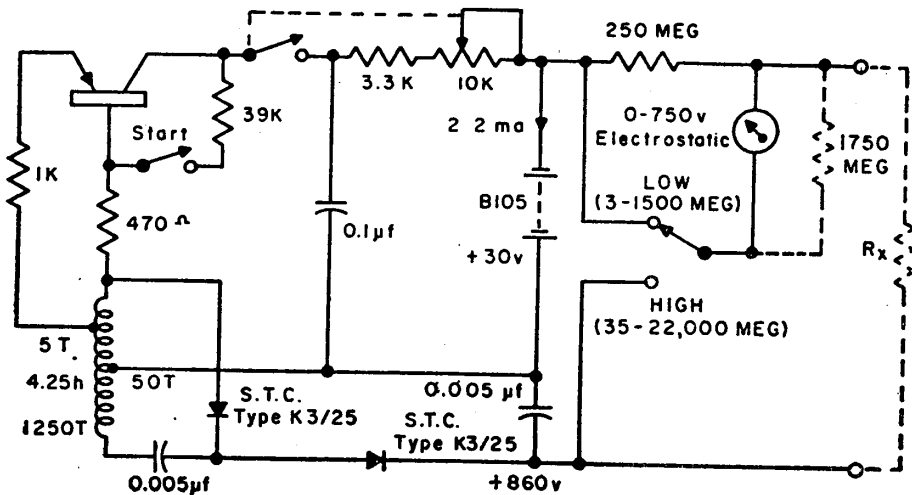 250 MEG
3.3K
10K
39K
Start
0-750v
Electrostatic
1750
MEG
2 2 ma
1K
LOW
(3-1500 MEG)
B105
470 Ω
0.1µf
+30v
Rx
HIGH
(35-22,000 MEG)
5 T.
4.25h
50T
0.005 µf
S.T.C.
Type K3/25
S.T.C.
Type K3/25
1250T
0.005µf
+860v